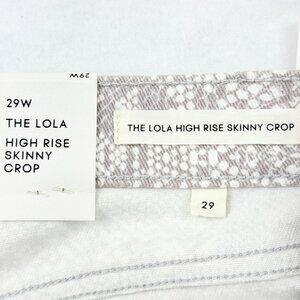 29W
29W
THE LOLA
HIGH RISE
SKINNY
CROP
THE LOLA HIGH RISE SKINNY CROP
29